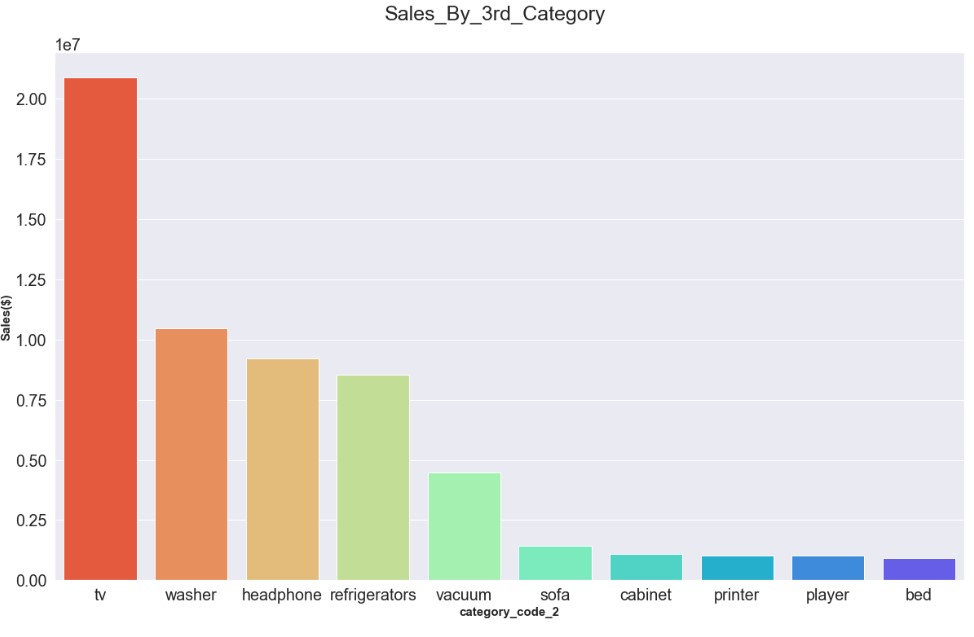 Sales_By_3rd_Category
1e7
2.00
1.75
1.50
1.25
1.00
0.75
0.50
0.25
0.00
Sales($)
tv washer headphone refrigerators vacuum sofa cabinet printer player bed
category_code_2